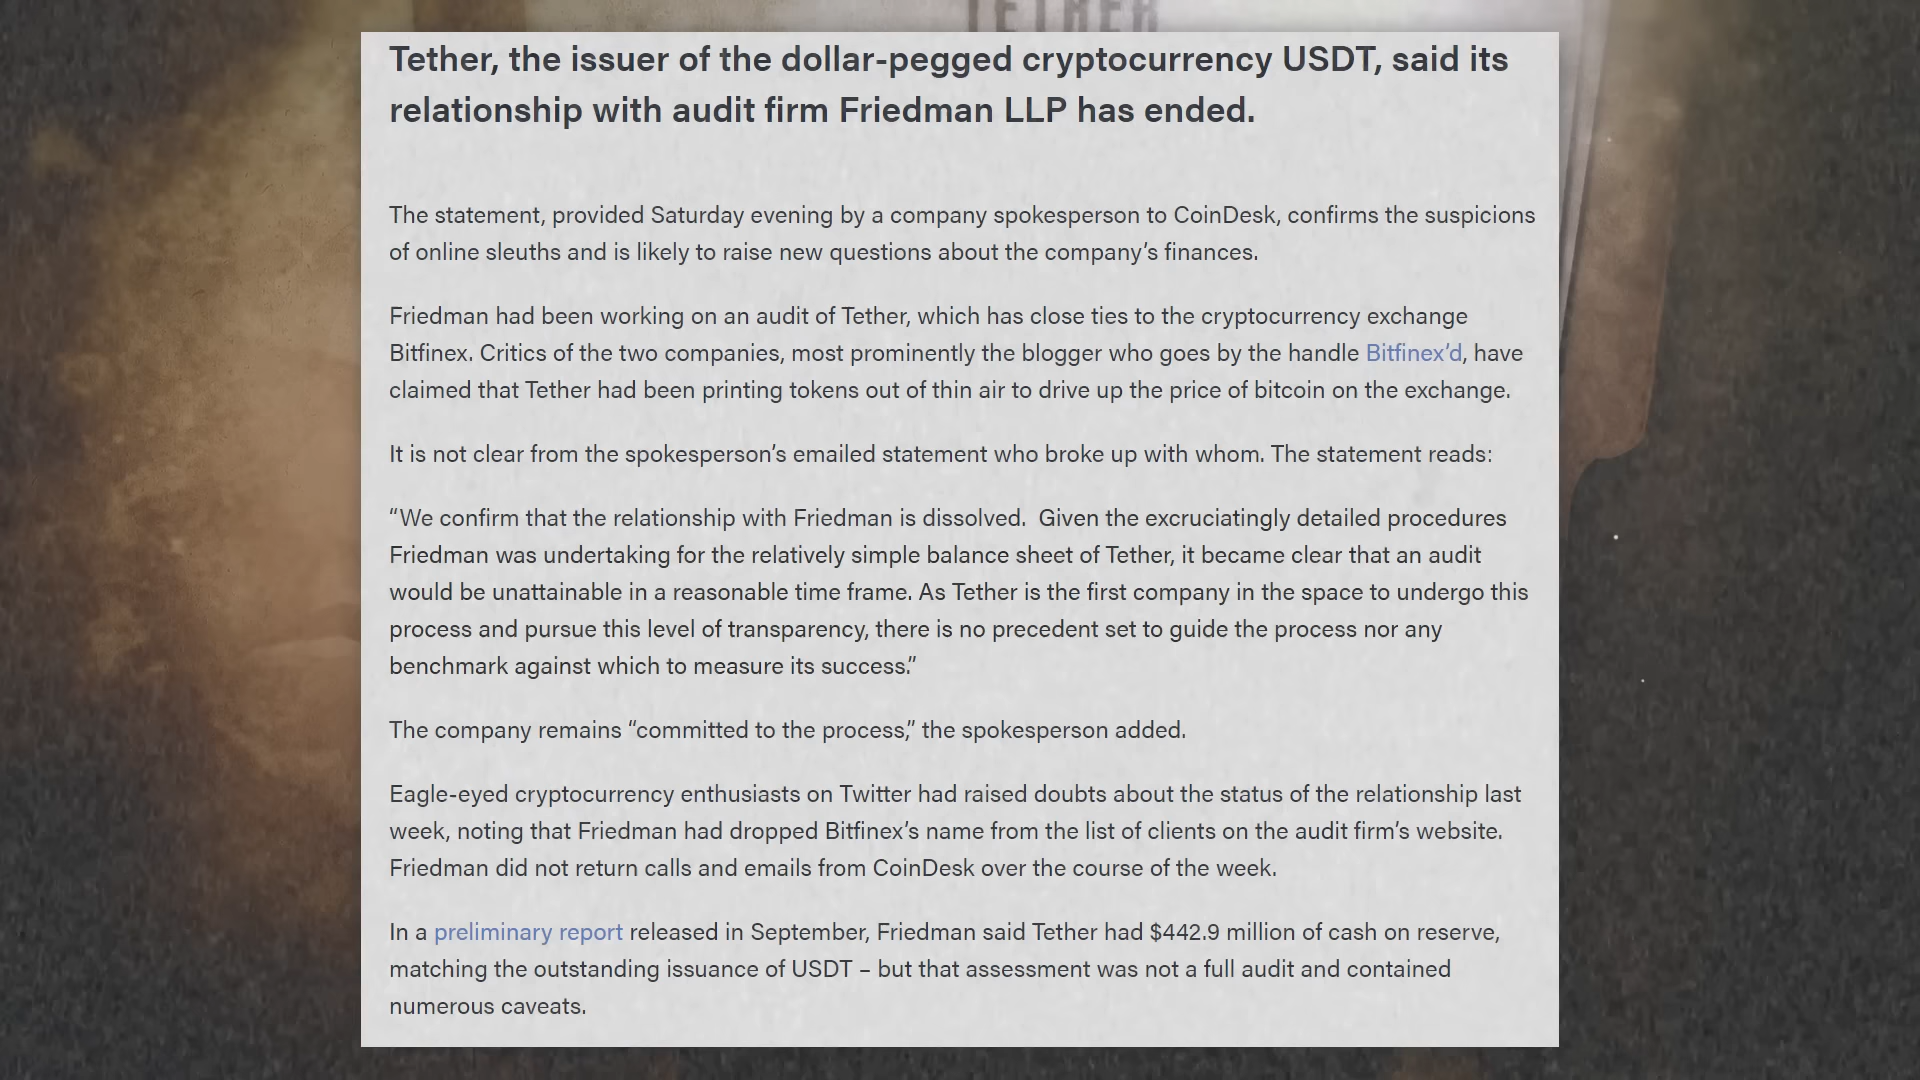 TETHER
Tether, the issuer of the dollar-pegged cryptocurrency USDT, said its
relationship with audit firm Friedman LLP has ended.
The statement, provided Saturday evening by a company spokesperson to CoinDesk, confirms the suspicions
of online sleuths and is likely to raise new questions about the company’s finances.
Friedman had been working on an audit of Tether, which has close ties to the cryptocurrency exchange
Bitfinex. Critics of the two companies, most prominently the blogger who goes by the handle Bitfinex’d, have
claimed that Tether had been printing tokens out of thin air to drive up the price of bitcoin on the exchange.
It is not clear from the spokesperson’s emailed statement who broke up with whom. The statement reads:
“We confirm that the relationship with Friedman is dissolved.  Given the excruciatingly detailed procedures
Friedman was undertaking for the relatively simple balance sheet of Tether, it became clear that an audit
would be unattainable in a reasonable time frame. As Tether is the first company in the space to undergo this
process and pursue this level of transparency, there is no precedent set to guide the process nor any
benchmark against which to measure its success.”
The company remains “committed to the process,” the spokesperson added.
Eagle-eyed cryptocurrency enthusiasts on Twitter had raised doubts about the status of the relationship last
week, noting that Friedman had dropped Bitfinex’s name from the list of clients on the audit firm’s website.
Friedman did not return calls and emails from CoinDesk over the course of the week.
In a preliminary report released in September, Friedman said Tether had $442.9 million of cash on reserve,
matching the outstanding issuance of USDT – but that assessment was not a full audit and contained
numerous caveats.